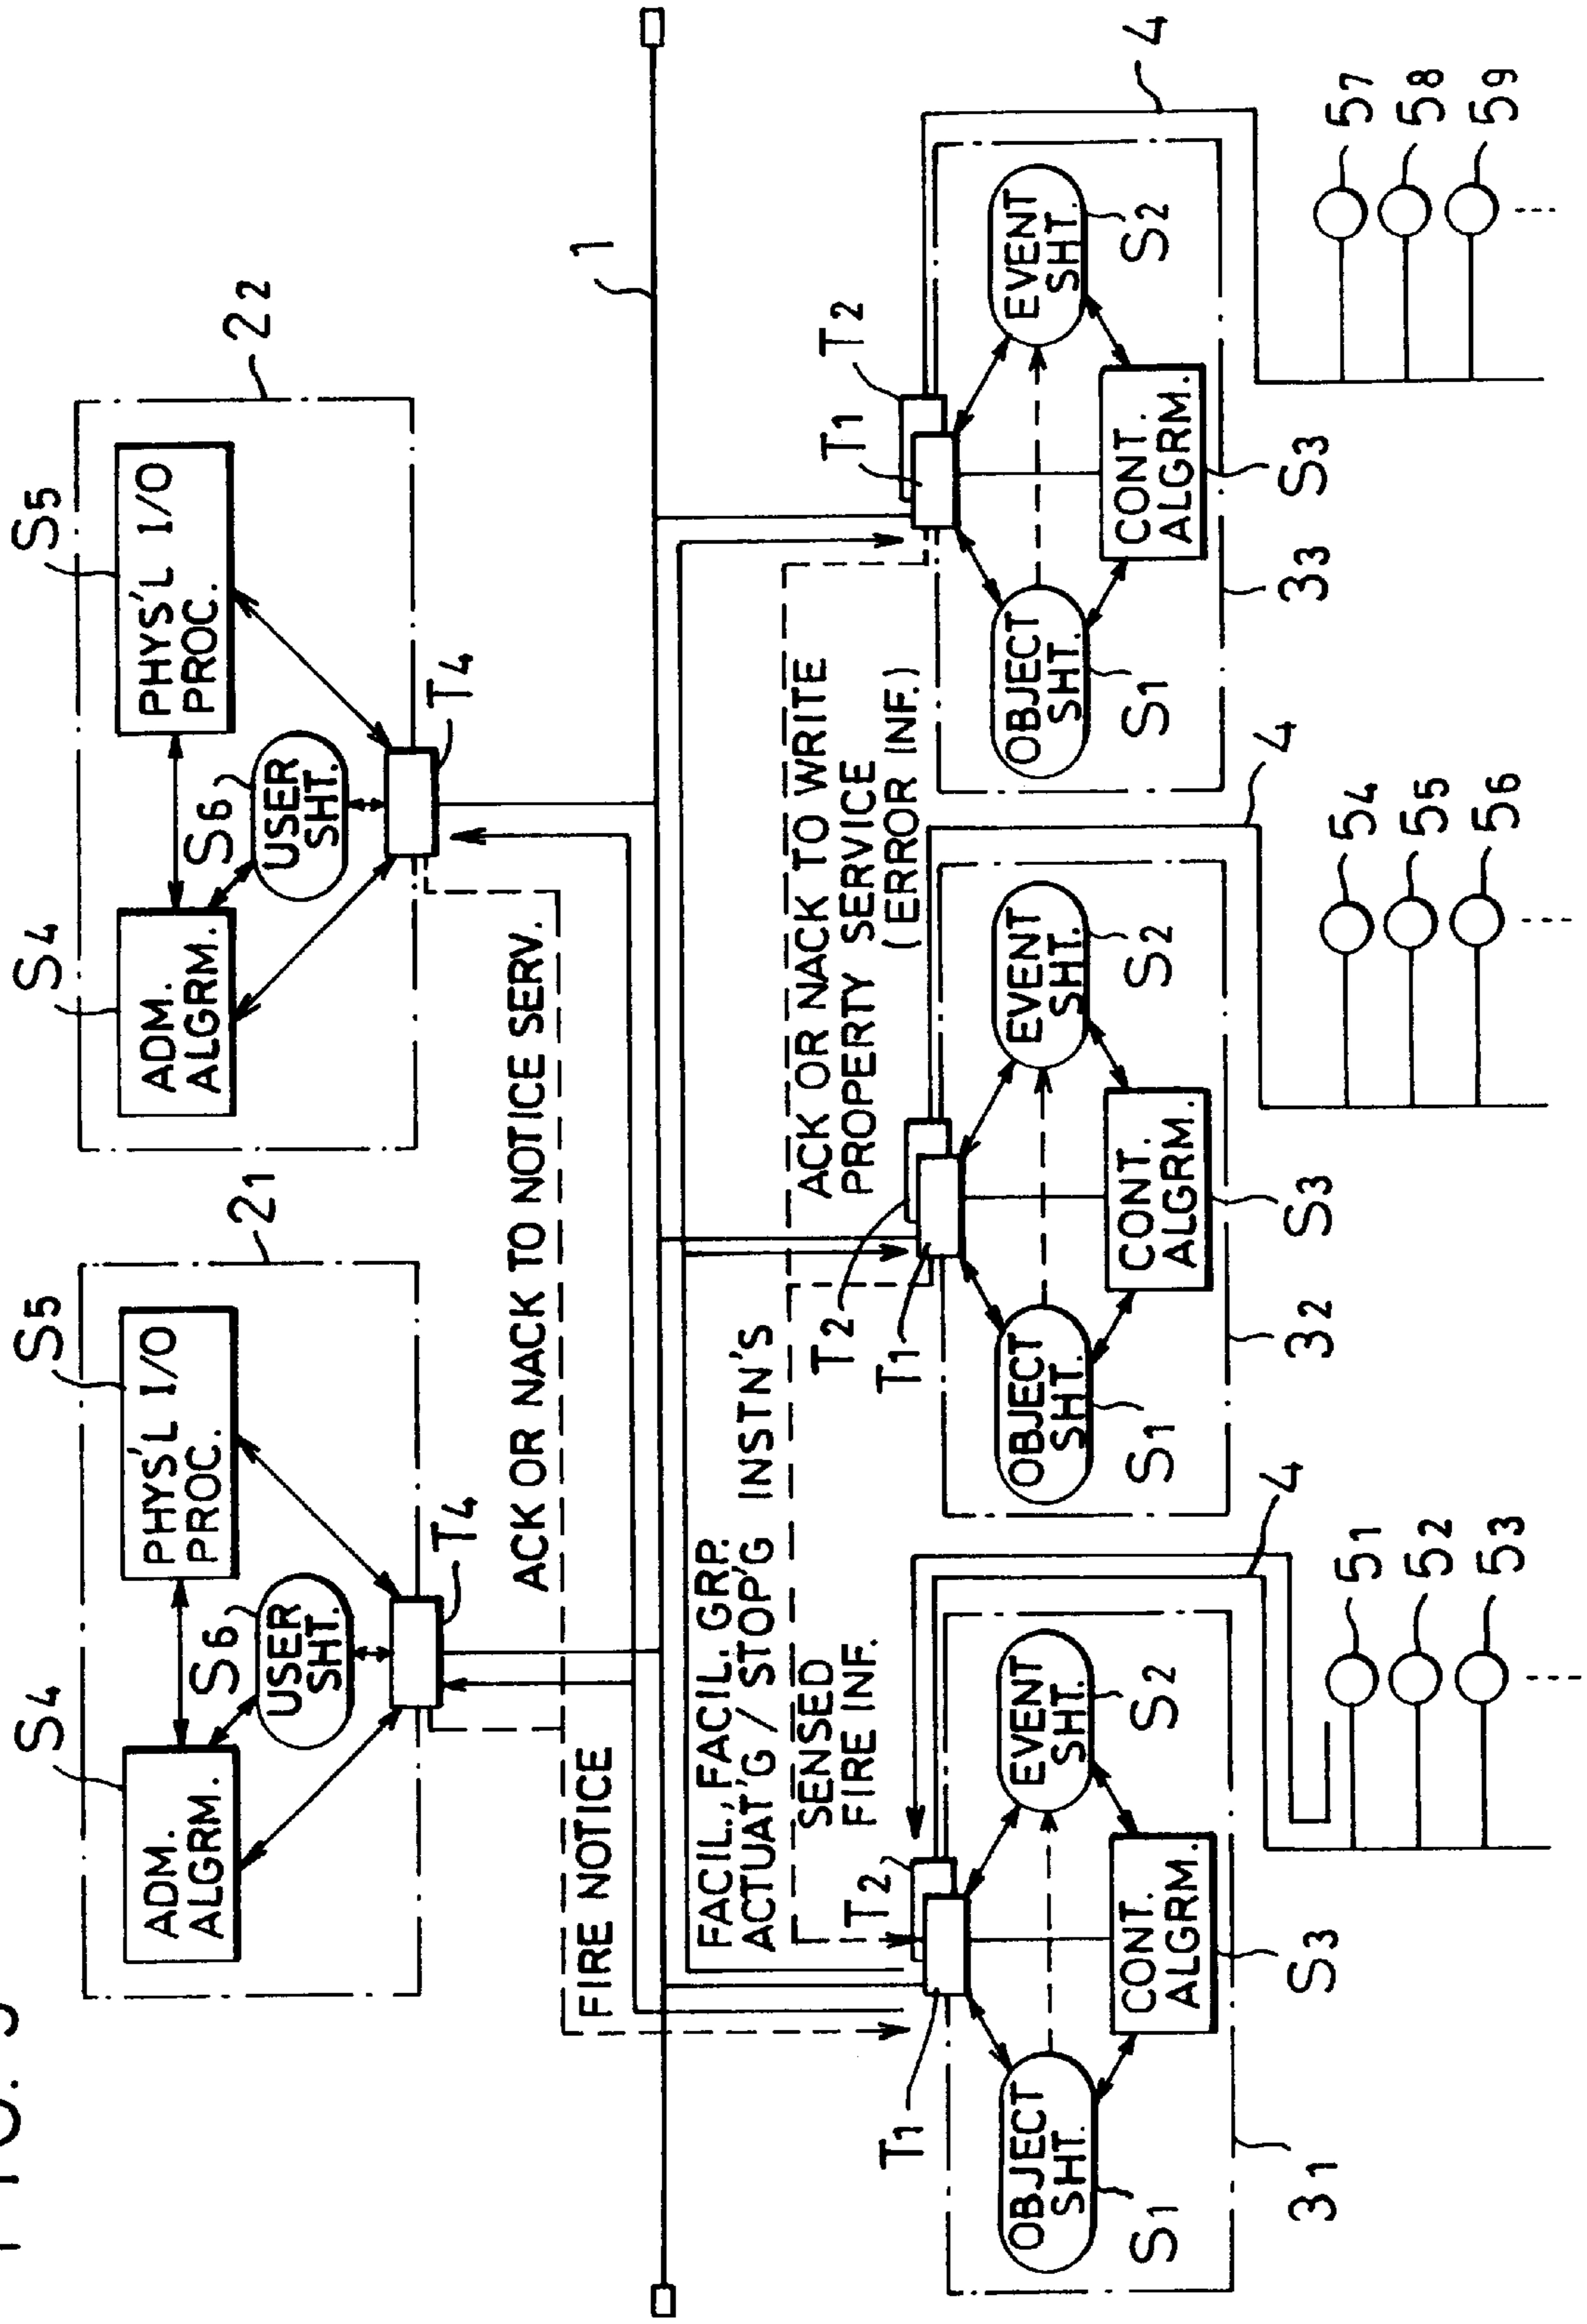 S4
S5
S4
S5
ADM.
ALGRM.
PHYS'L I/O
PROC.
ADM.
ALGRM.
PHYS'L I/O
PROC.
S6
USER
SHT.
S6
USER
SHT.
21
22
T4
T4
ACK OR NACK TO NOTICE SERV.
FIRE NOTICE
1
FACIL., FACIL. GRP.
ACTUAT'G / STOP'G INSTN'S
SENSED
FIRE INF.
ACK OR NACK TO WRITE
PROPERTY SERVICE
(ERROR INF.)
T1
T2
T2
T1
T1
T2
OBJECT
SHT.
EVENT
SHT.
CONT.
ALGRM.
S1
S2
S3
31
OBJECT
SHT.
EVENT
SHT.
CONT.
ALGRM.
S1
S2
S3
32
OBJECT
SHT.
EVENT
SHT.
CONT.
ALGRM.
S1
S2
S3
33
4
4
4
51
52
53
54
55
56
57
58
59